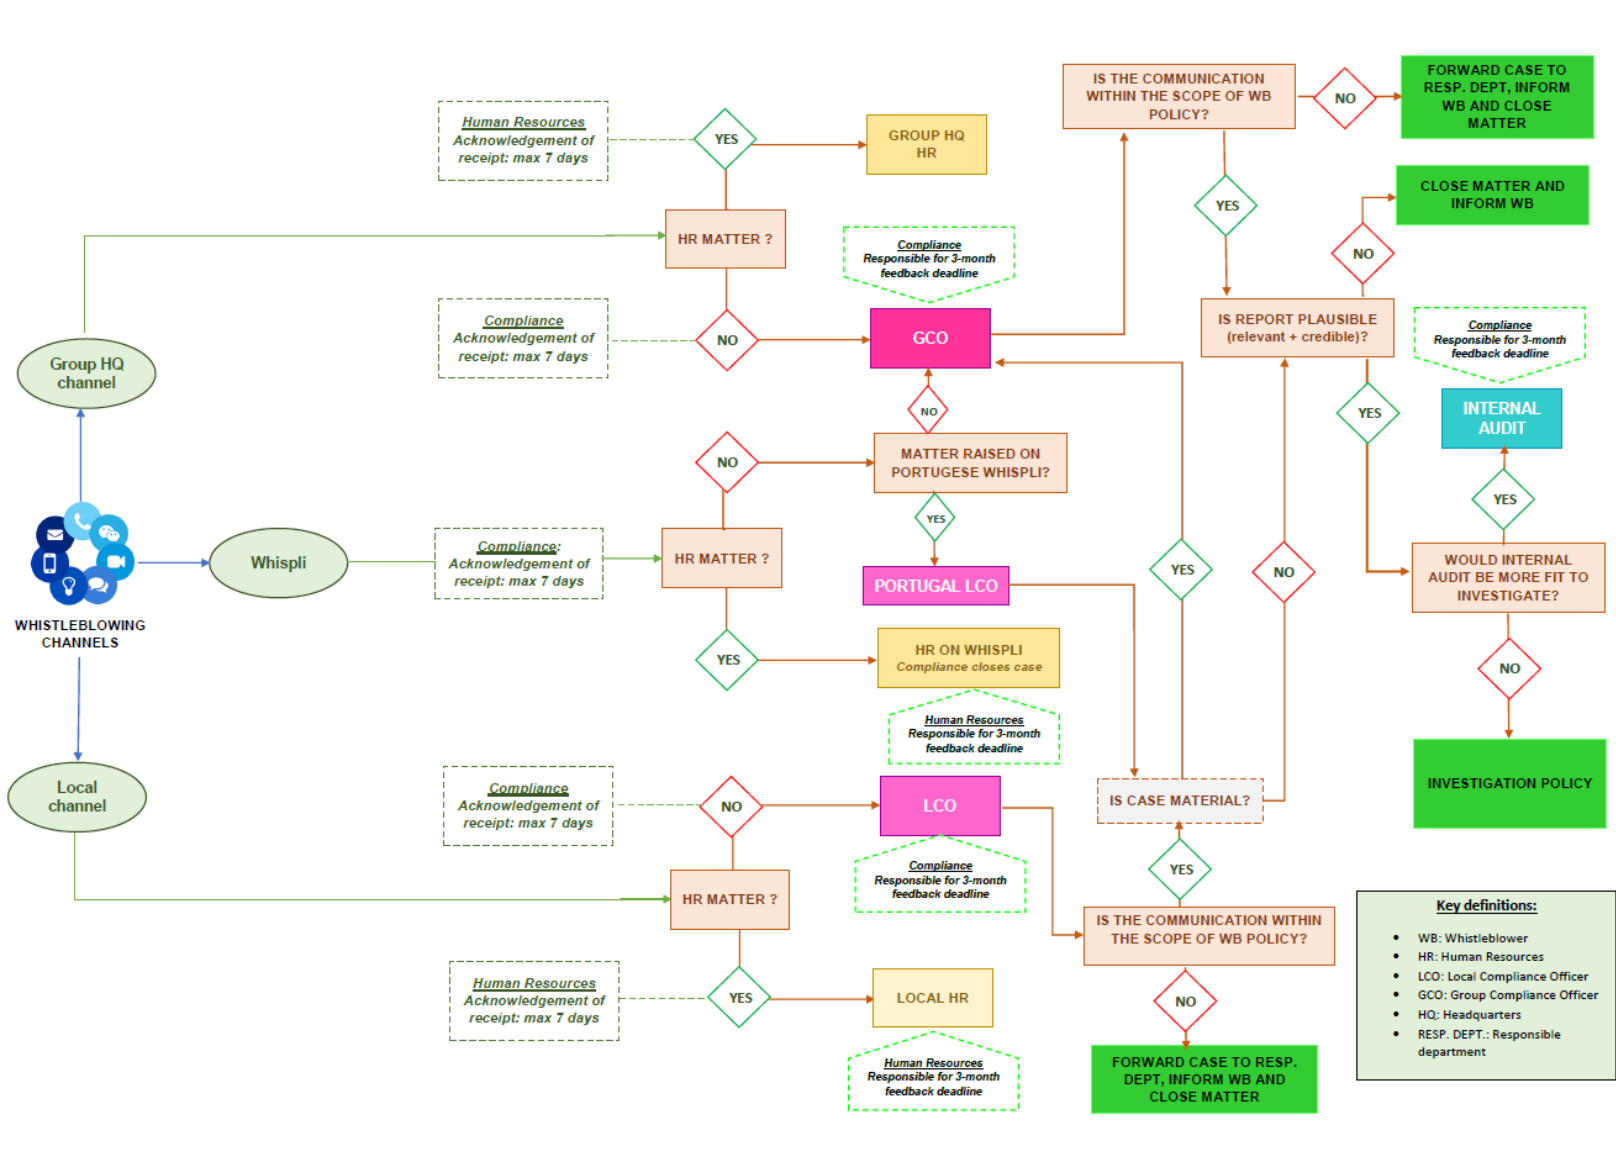 IS THE COMMUNICATION
WITHIN THE SCOPE OF WB
POLICY?
NO
FORWARD CASE TO
RESP. DEPT, INFORM
WB AND CLOSE
MATTER
Human Resources
Acknowledgement of
receipt: max 7 days
YES
GROUP HQ
HR
YES
CLOSE MATTER AND
INFORM WB
HR MATTER ?
Compliance
Responsible for 3-month
feedback deadline
NO
Compliance
Acknowledgement of
receipt: max 7 days
NO
GCO
IS REPORT PLAUSIBLE
(relevant + credible)?
Compliance
Responsible for 3-month
feedback deadline
Group HQ
channel
NO
YES
INTERNAL
AUDIT
NO
MATTER RAISED ON
PORTUGESE WHISPLI?
YES
YES
Whispli
Compliance:
Acknowledgement of
receipt: max 7 days
HR MATTER ?
PORTUGAL LCO
YES
NO
WOULD INTERNAL
AUDIT BE MORE FIT TO
INVESTIGATE?
WHISTLEBLOWING
CHANNELS
YES
HR ON WHISPLI
Compliance closes case
NO
Human Resources
Responsible for 3-month
feedback deadline
Local
channel
Compliance
Acknowledgement of
receipt: max 7 days
NO
LCO
IS CASE MATERIAL?
INVESTIGATION POLICY
Compliance
Responsible for 3-month
feedback deadline
YES
HR MATTER ?
IS THE COMMUNICATION WITHIN
THE SCOPE OF WB POLICY?
Human Resources
Acknowledgement of
receipt: max 7 days
YES
LOCAL HR
NO
Human Resources
Responsible for 3-month
feedback deadline
FORWARD CASE TO RESP.
DEPT, INFORM WB AND
CLOSE MATTER
Key definitions:
• WB: Whistleblower
• HR: Human Resources
• LCO: Local Compliance Officer
• GCO: Group Compliance Officer
• HQ: Headquarters
• RESP. DEPT.: Responsible
department